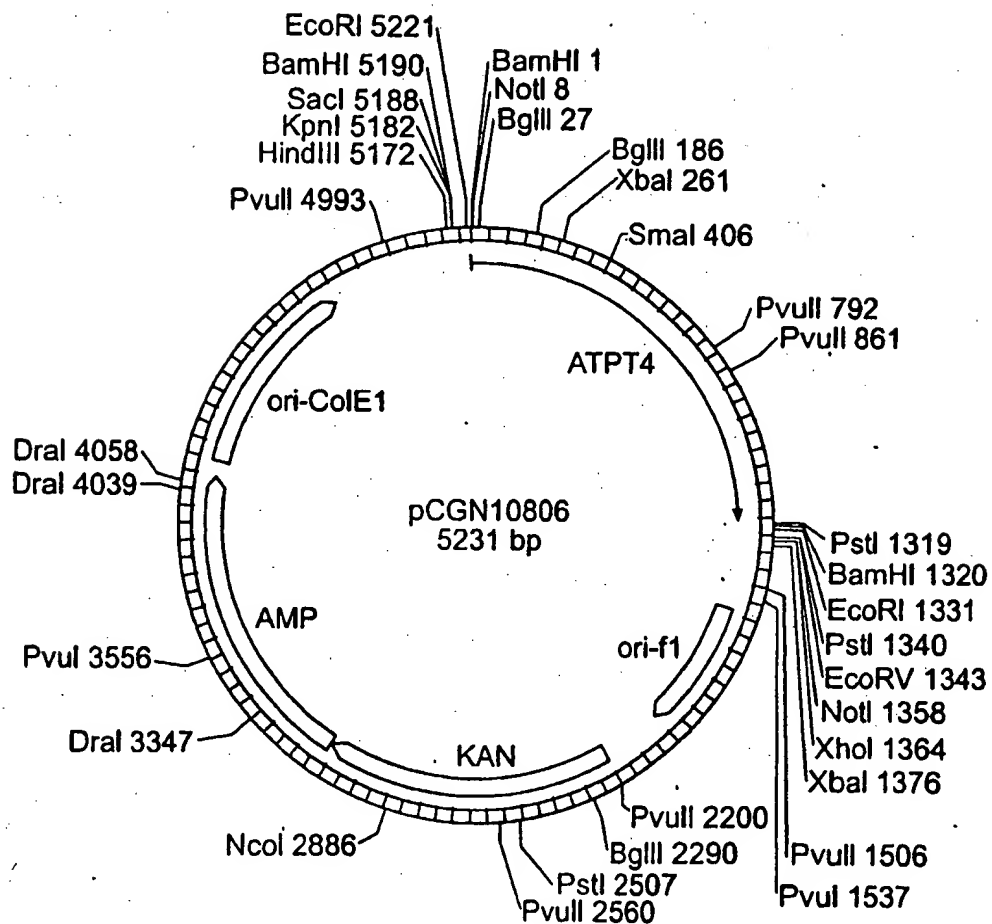 EcoRI 5221
BamHI 5190
SacI 5188
KpnI 5182
HindIII 5172
PvuII 4993
BamHI 1
NotI 8
BglII 27
BglII 186
XbaI 261
SmaI 406
PvuII 792
PvuII 861
ATPT4
ori-ColE1
DraI 4058
DraI 4039
pCGN10806
5231 bp
PstI 1319
BamHI 1320
EcoRI 1331
PstI 1340
EcoRV 1343
NotI 1358
XhoI 1364
XbaI 1376
AMP
ori-f1
PvuI 3556
DraI 3347
KAN
NcoI 2886
PvuII 2200
BglII 2290
PstI 2507
PvuII 2560
PvuII 1506
PvuI 1537